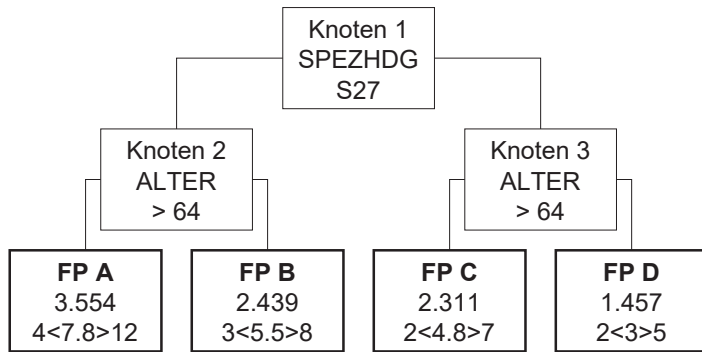 Knoten 1
SPEZHDG
S27
Knoten 2
ALTER
> 64
Knoten 3
ALTER
> 64
FP A
3.554
4<7.8>12
FP B
2.439
3<5.5>8
FP C
2.311
2<4.8>7
FP D
1.457
2<3>5